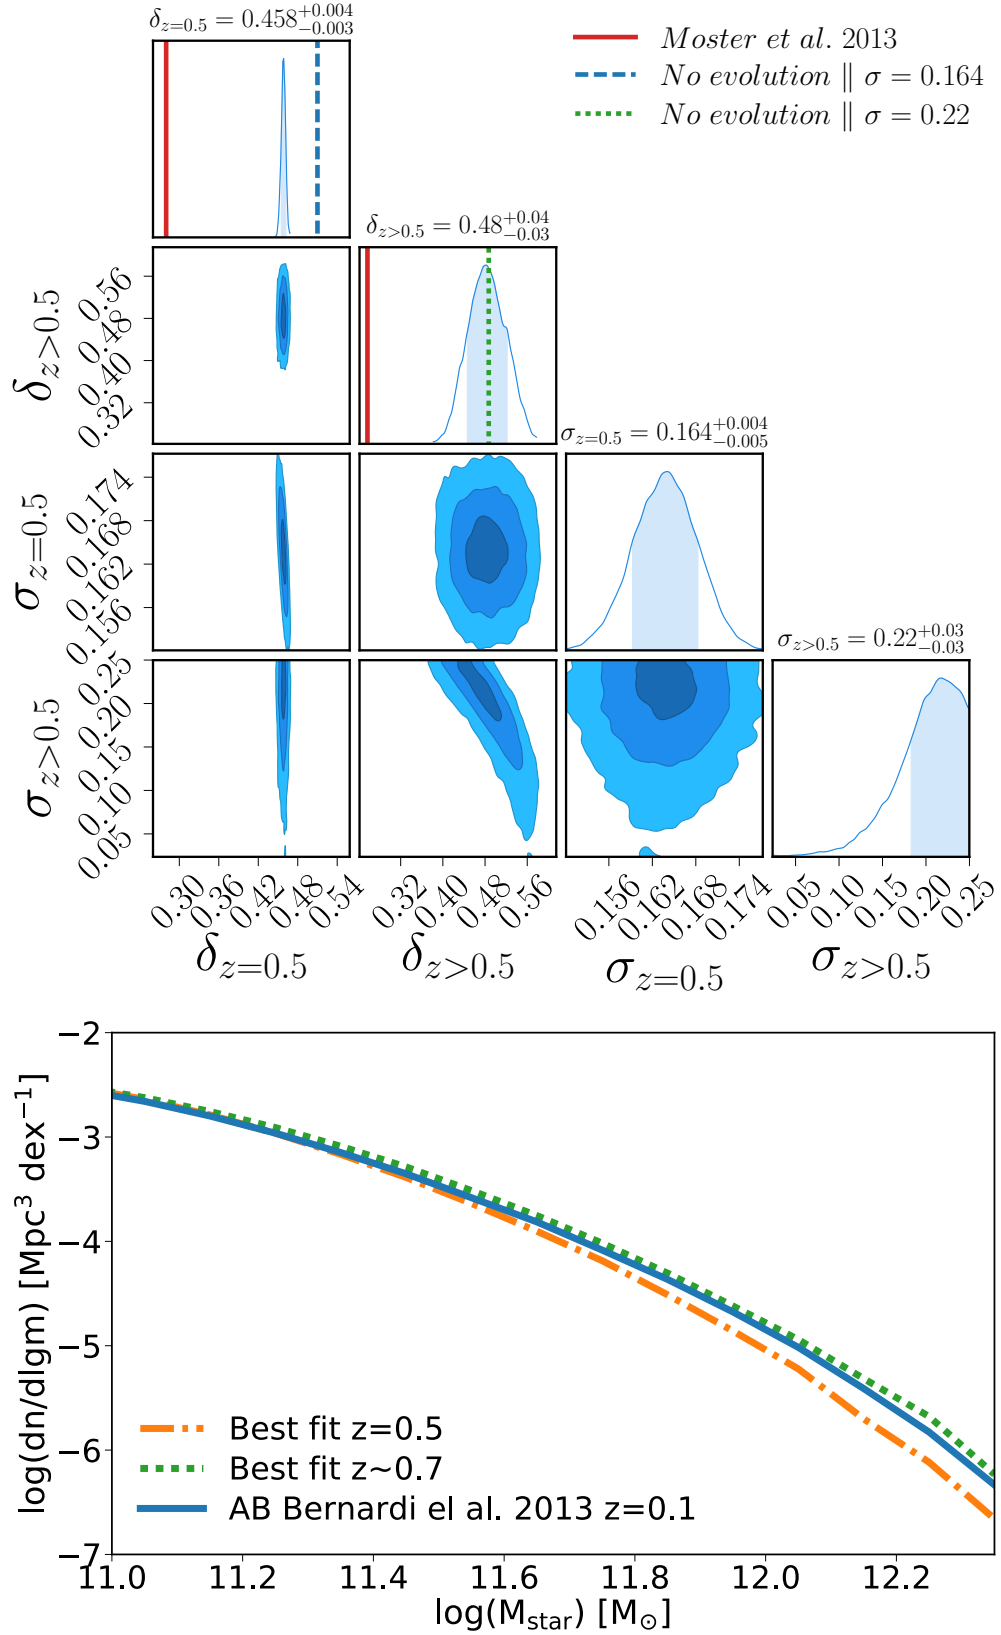 δz=0.5 = 0.458+0.004−0.003
Moster et al. 2013
No evolution ∥ σ = 0.164
No evolution ∥ σ = 0.22
δz>0.5 = 0.48+0.04−0.03
δz>0.5
0.56
0.48
0.40
0.32
σz=0.5 = 0.164+0.004−0.005
σz=0.5
0.174
0.168
0.162
0.156
σz>0.5 = 0.22+0.03−0.03
σz>0.5
0.25
0.20
0.15
0.10
0.05
0.30 0.36 0.42 0.48 0.54
0.32 0.40 0.48 0.56
0.156 0.162 0.168 0.174
0.05 0.10 0.15 0.20 0.25
δz=0.5 δz>0.5 σz=0.5 σz>0.5
log(dn/dlgm) [Mpc³ dex⁻¹]
−2
−3
−4
−5
−6
−7
Best fit z=0.5
Best fit z~0.7
AB Bernardi el al. 2013 z=0.1
11.0 11.2 11.4 11.6 11.8 12.0 12.2
log(Mstar) [M⊙]